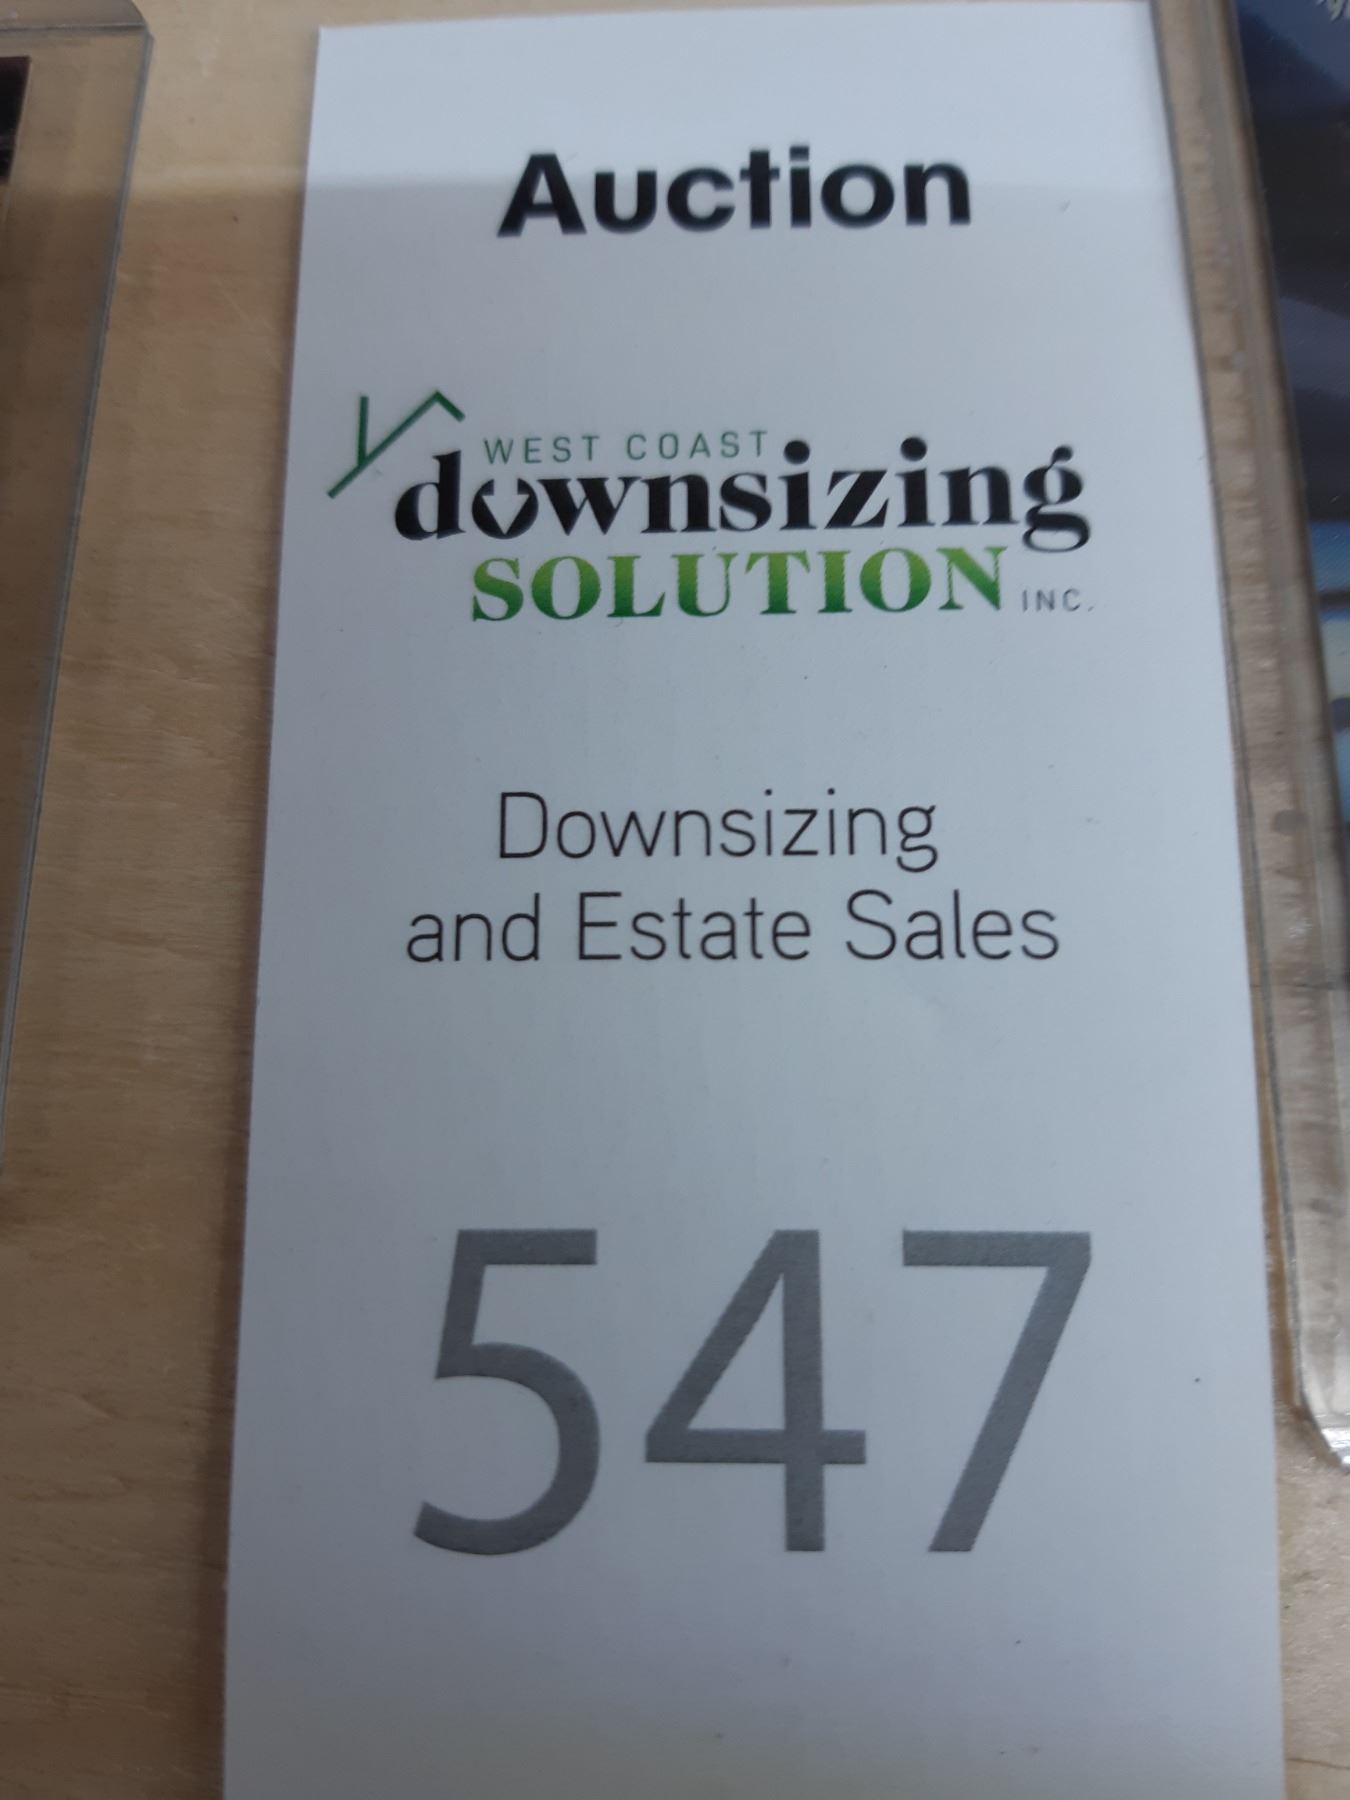 Auction
WEST COAST
downsizing
SOLUTION INC.
Downsizing
and Estate Sales
547